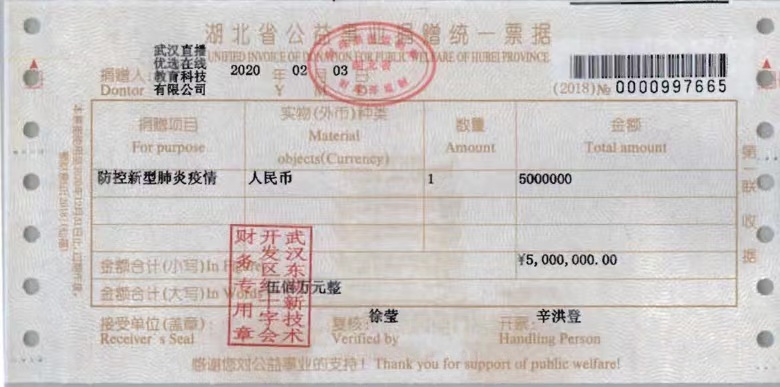 湖北省公益事业捐赠统一票据
UNIFIED INVOICE OF DONATION FOR PUBLIC WELFARE OF HUBEI PROVINCE
捐赠人: 武汉直播优选在线教育科技有限公司
Dontor
2020 年 02 月 03 日
Y M D
(2018)№ 0000997665
捐赠项目 实物(外币)种类 数量 金额
For purpose Material objects(Currency) Amount Total amount
防控新型肺炎疫情 人民币 1 5000000
金额合计(小写)In Figure ¥5,000,000.00
金额合计(大写)In Words 伍佰万元整
武汉东湖新技术
开发区红十字会
财务专用章
接受单位(盖章): 复核: 徐莹 开票: 辛洪登
Receiver's Seal Verified by Handling Person
感谢您对公益事业的支持! Thank you for support of public welfare!
第一联 收据